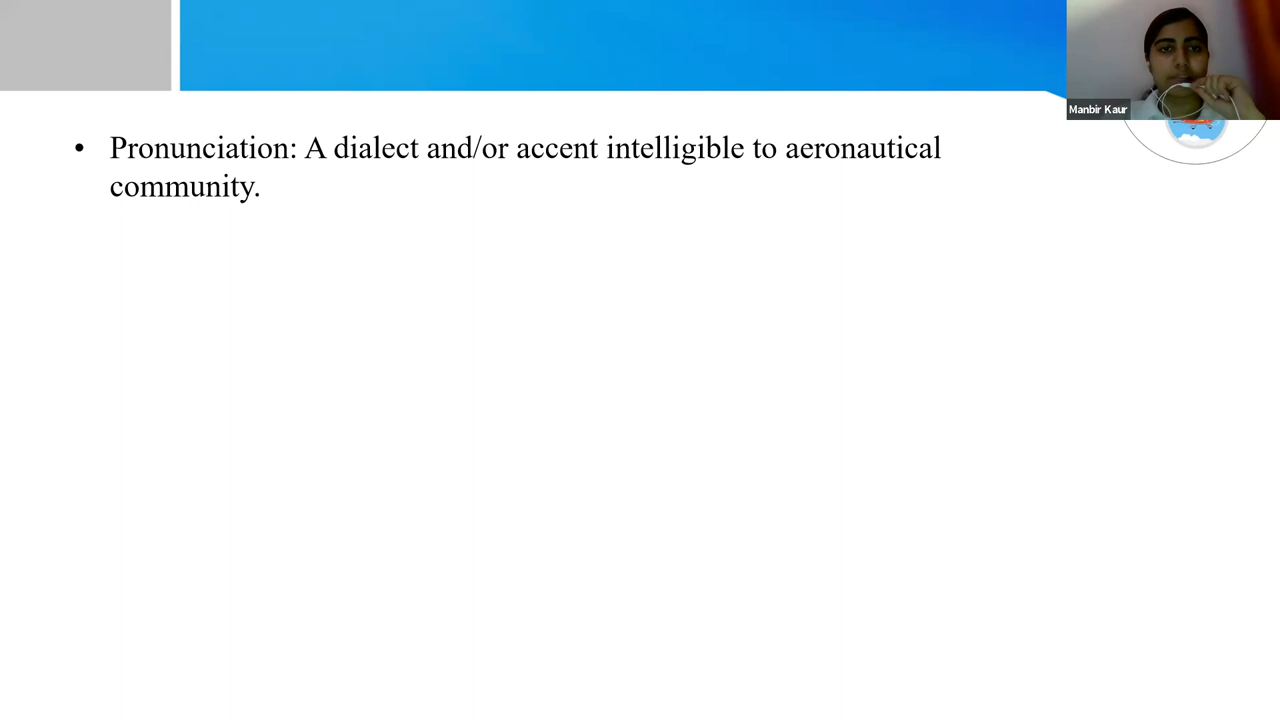 Manbir Kaur
• Pronunciation: A dialect and/or accent intelligible to aeronautical
community.